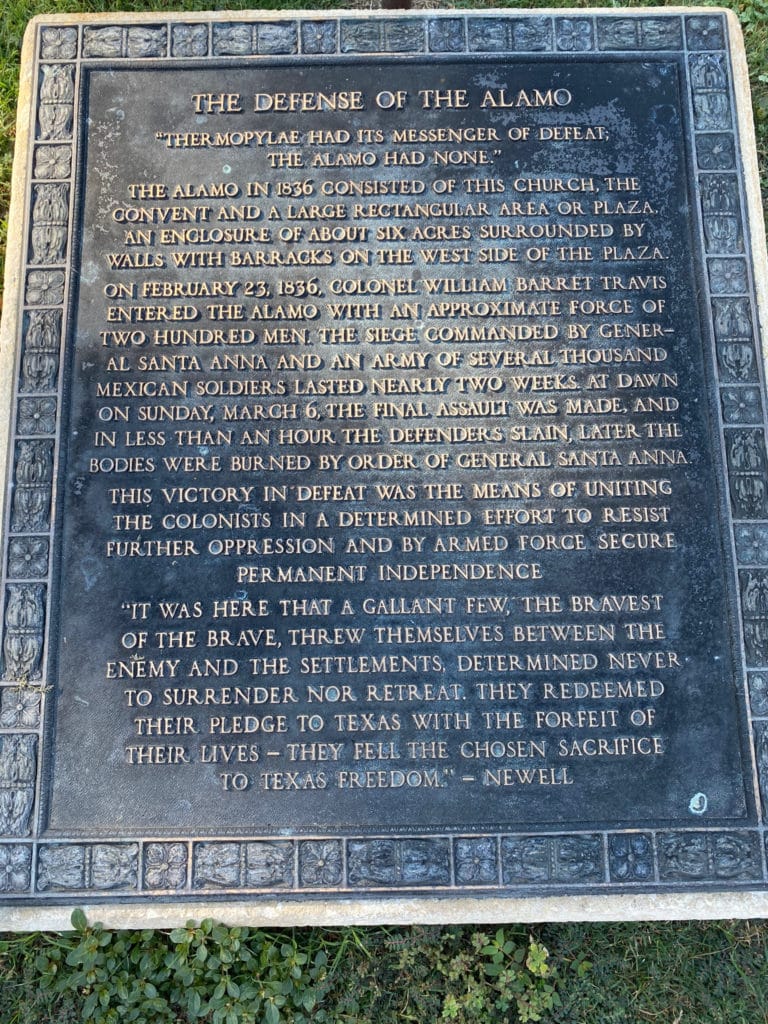 THE DEFENSE OF THE ALAMO
"THERMOPYLAE HAD ITS MESSENGER OF DEFEAT;
THE ALAMO HAD NONE."
THE ALAMO IN 1836 CONSISTED OF THIS CHURCH, THE
CONVENT AND A LARGE RECTANGULAR AREA OR PLAZA,
AN ENCLOSURE OF ABOUT SIX ACRES SURROUNDED BY
WALLS WITH BARRACKS ON THE WEST SIDE OF THE PLAZA.
ON FEBRUARY 23, 1836, COLONEL WILLIAM BARRET TRAVIS
ENTERED THE ALAMO WITH AN APPROXIMATE FORCE OF
TWO HUNDRED MEN, THE SIEGE COMMANDED BY GENER-
AL SANTA ANNA AND AN ARMY OF SEVERAL THOUSAND
MEXICAN SOLDIERS LASTED NEARLY TWO WEEKS. AT DAWN
ON SUNDAY, MARCH 6, THE FINAL ASSAULT WAS MADE, AND
IN LESS THAN AN HOUR THE DEFENDERS SLAIN, LATER THE
BODIES WERE BURNED BY ORDER OF GENERAL SANTA ANNA.
THIS VICTORY IN DEFEAT WAS THE MEANS OF UNITING
THE COLONISTS IN A DETERMINED EFFORT TO RESIST
FURTHER OPPRESSION AND BY ARMED FORCE SECURE
PERMANENT INDEPENDENCE
"IT WAS HERE THAT A GALLANT FEW, THE BRAVEST
OF THE BRAVE, THREW THEMSELVES BETWEEN THE
ENEMY AND THE SETTLEMENTS, DETERMINED NEVER
TO SURRENDER NOR RETREAT. THEY REDEEMED
THEIR PLEDGE TO TEXAS WITH THE FORFEIT OF
THEIR LIVES – THEY FELL THE CHOSEN SACRIFICE
TO TEXAS FREEDOM." – NEWELL